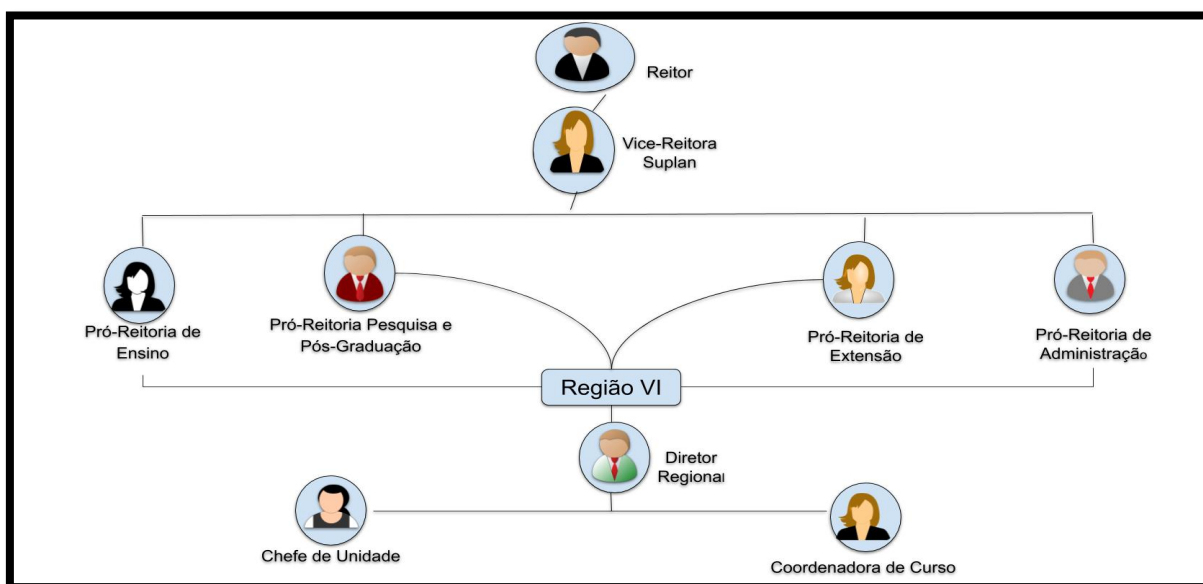 Reitor
Vice-Reitora
Suplan
Pró-Reitoria de
Ensino
Pró-Reitoria Pesquisa e
Pós-Graduação
Pró-Reitoria de
Extensão
Pró-Reitoria de
Administração
Região VI
Diretor
Regional
Chefe de Unidade
Coordenadora de Curso